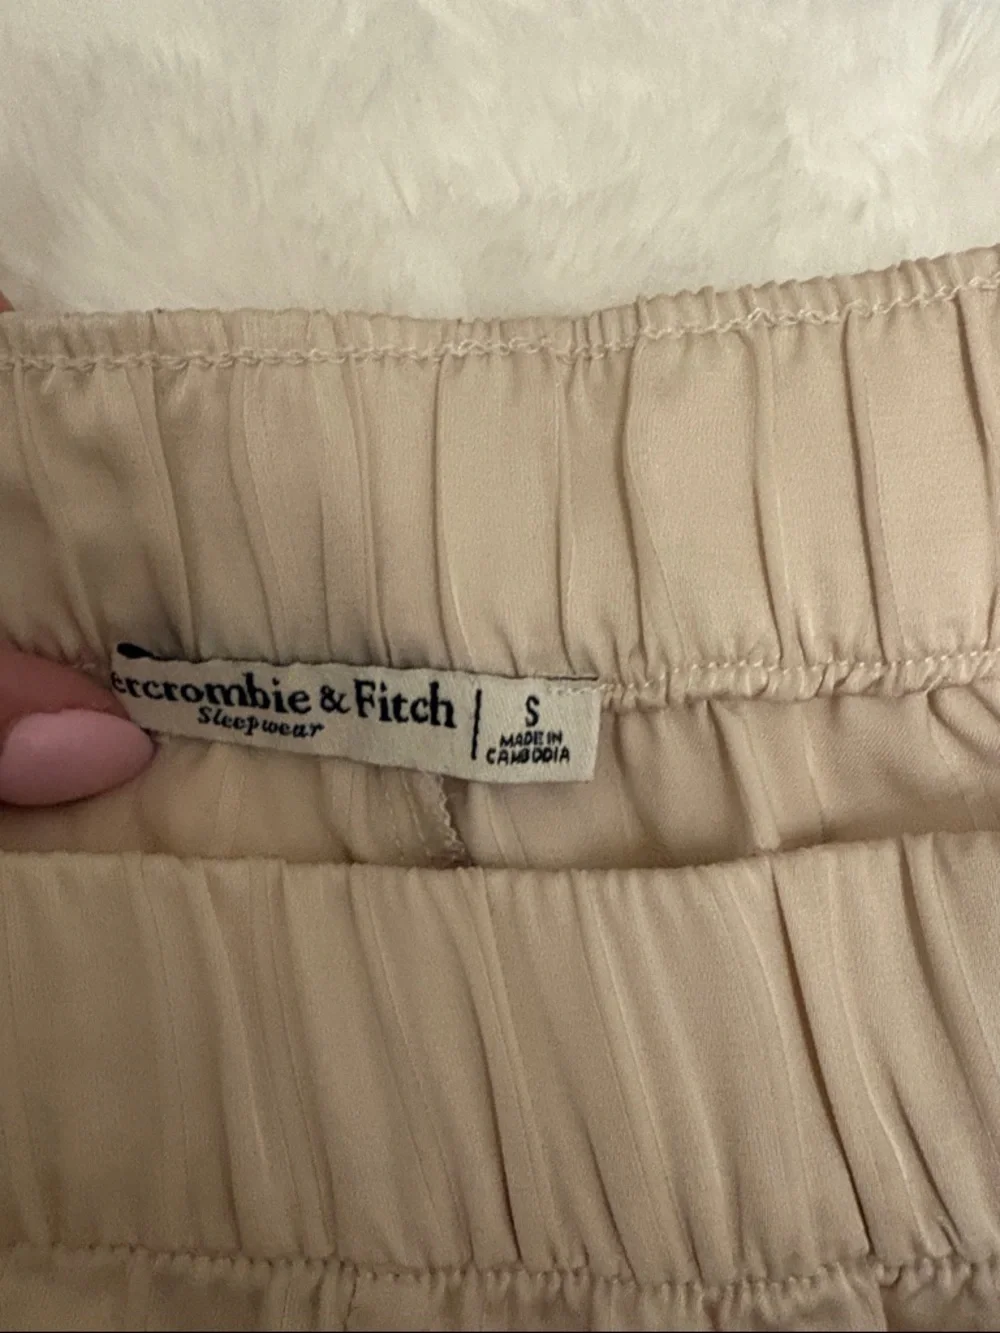 ercrombie & Fitch
Sleepwear
S
MADE IN
CAMBODIA